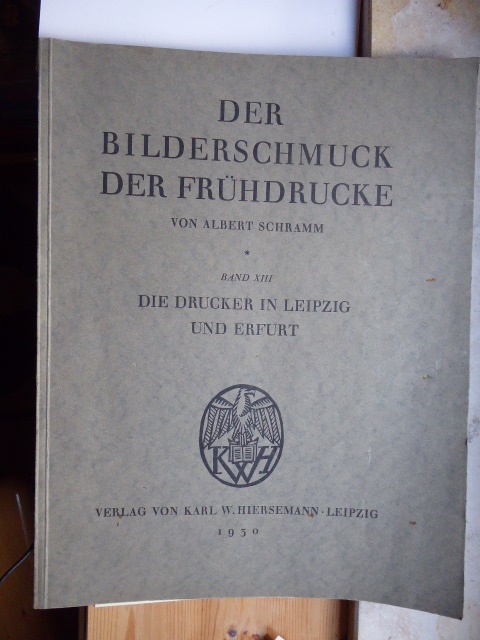 DER
BILDERSCHMUCK
DER FRÜHDRUCKE
VON ALBERT SCHRAMM
*
BAND XIII
DIE DRUCKER IN LEIPZIG
UND ERFURT
KWH
VERLAG VON KARL W. HIERSEMANN · LEIPZIG
1930